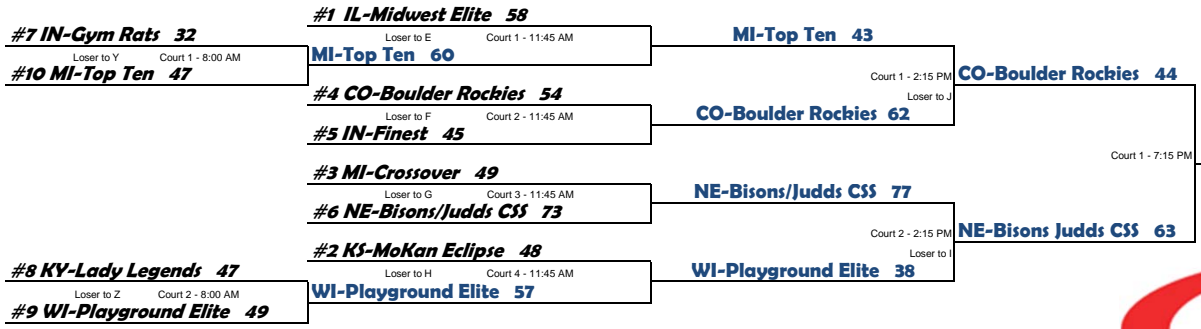 #1 IL-Midwest Elite 58
#7 IN-Gym Rats 32
Loser to E Court 1 - 11:45 AM
MI-Top Ten 43
Loser to Y Court 1 - 8:00 AM
MI-Top Ten 60
#10 MI-Top Ten 47
Court 1 - 2:15 PM
CO-Boulder Rockies 44
#4 CO-Boulder Rockies 54
Loser to J
Loser to F Court 2 - 11:45 AM
CO-Boulder Rockies 62
#5 IN-Finest 45
Court 1 - 7:15 PM
#3 MI-Crossover 49
Loser to G Court 3 - 11:45 AM
NE-Bisons/Judds CSS 77
#6 NE-Bisons/Judds CSS 73
Court 2 - 2:15 PM
NE-Bisons Judds CSS 63
#2 KS-MoKan Eclipse 48
Loser to I
#8 KY-Lady Legends 47
Loser to H Court 4 - 11:45 AM
WI-Playground Elite 38
Loser to Z Court 2 - 8:00 AM
WI-Playground Elite 57
#9 WI-Playground Elite 49